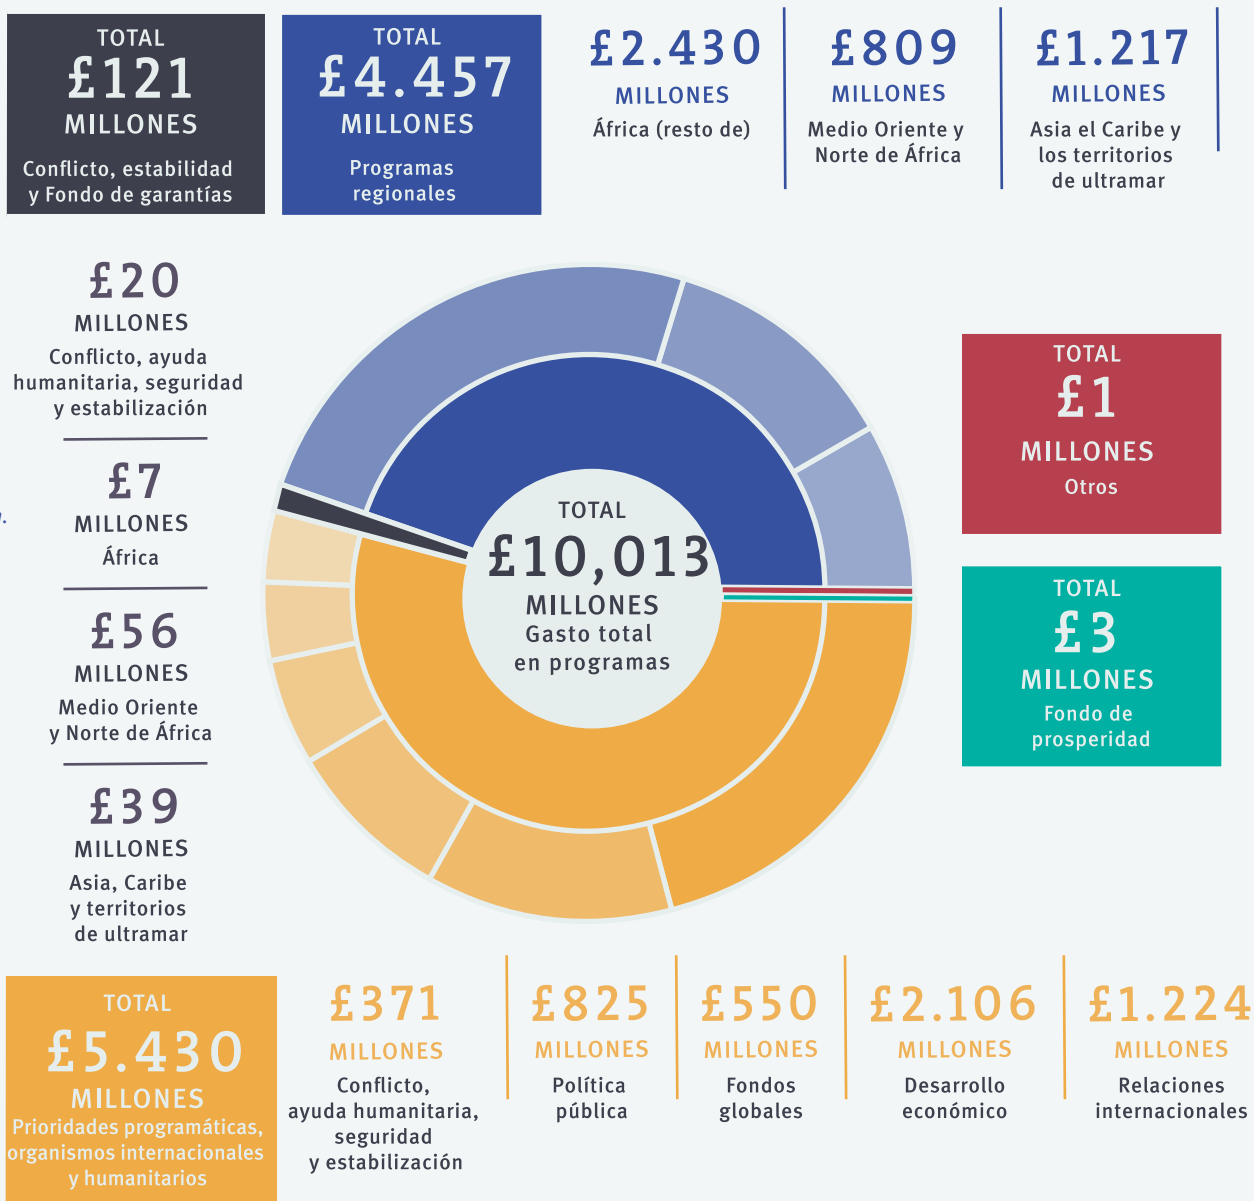 TOTAL
£121
MILLONES
Conflicto, estabilidad
y Fondo de garantías
TOTAL
£4.457
MILLONES
Programas
regionales
£2.430
MILLONES
África (resto de)
£809
MILLONES
Medio Oriente y
Norte de África
£1.217
MILLONES
Asia el Caribe y
los territorios
de ultramar
£20
MILLONES
Conflicto, ayuda
humanitaria, seguridad
y estabilización
£7
MILLONES
África
£56
MILLONES
Medio Oriente
y Norte de África
£39
MILLONES
Asia, Caribe
y territorios
de ultramar
TOTAL
£10,013
MILLONES
Gasto total
en programas
TOTAL
£1
MILLONES
Otros
TOTAL
£3
MILLONES
Fondo de
prosperidad
TOTAL
£5.430
MILLONES
Prioridades programáticas,
organismos internacionales
y humanitarios
£371
MILLONES
Conflicto,
ayuda humanitaria,
seguridad
y estabilización
£825
MILLONES
Política
pública
£550
MILLONES
Fondos
globales
£2.106
MILLONES
Desarrollo
económico
£1.224
MILLONES
Relaciones
internacionales